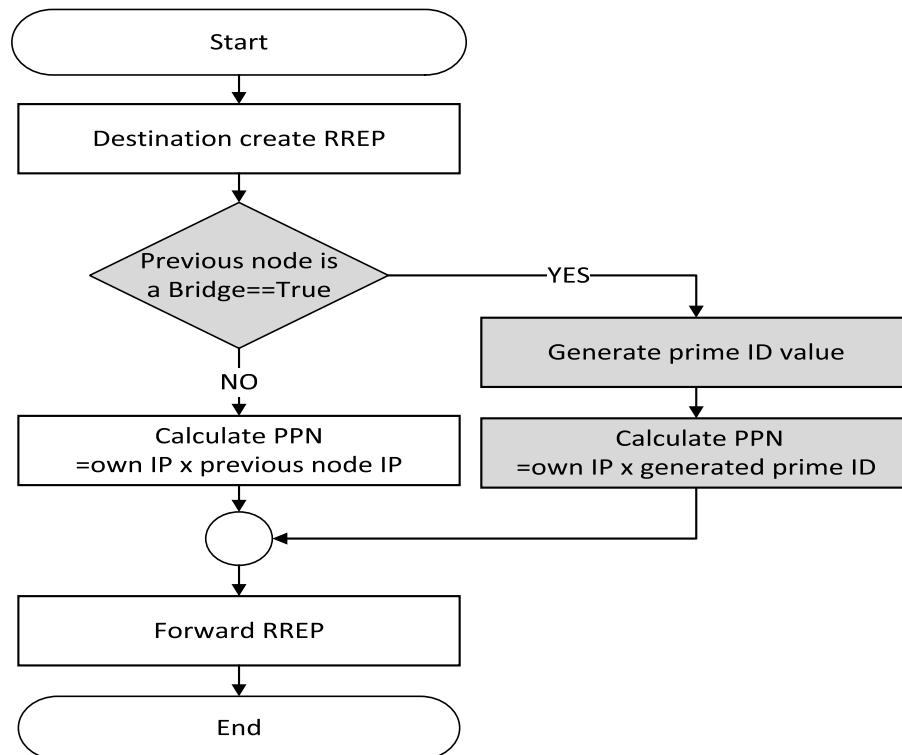 Start
Destination create RREP
Previous node is
a Bridge==True
YES
Generate prime ID value
NO
Calculate PPN
=own IP x previous node IP
Calculate PPN
=own IP x generated prime ID
Forward RREP
End